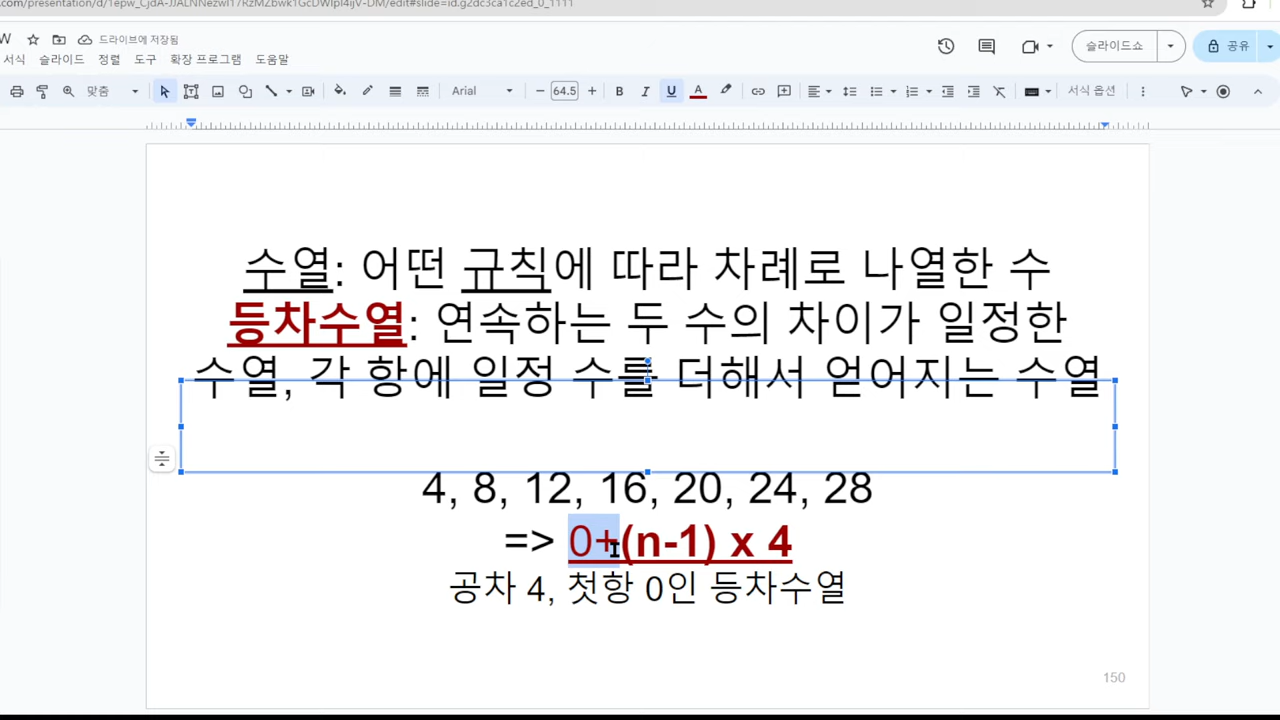 W 드라이브에 저장됨
서식 슬라이드 정렬 도구 확장 프로그램 도움말
슬라이드쇼 공유
맞춤 Arial 64.5 B I U A 서식 옵션
수열: 어떤 규칙에 따라 차례로 나열한 수
등차수열: 연속하는 두 수의 차이가 일정한
수열, 각 항에 일정 수를 더해서 얻어지는 수열
4, 8, 12, 16, 20, 24, 28
=> 0+(n-1) x 4
공차 4, 첫항 0인 등차수열
150